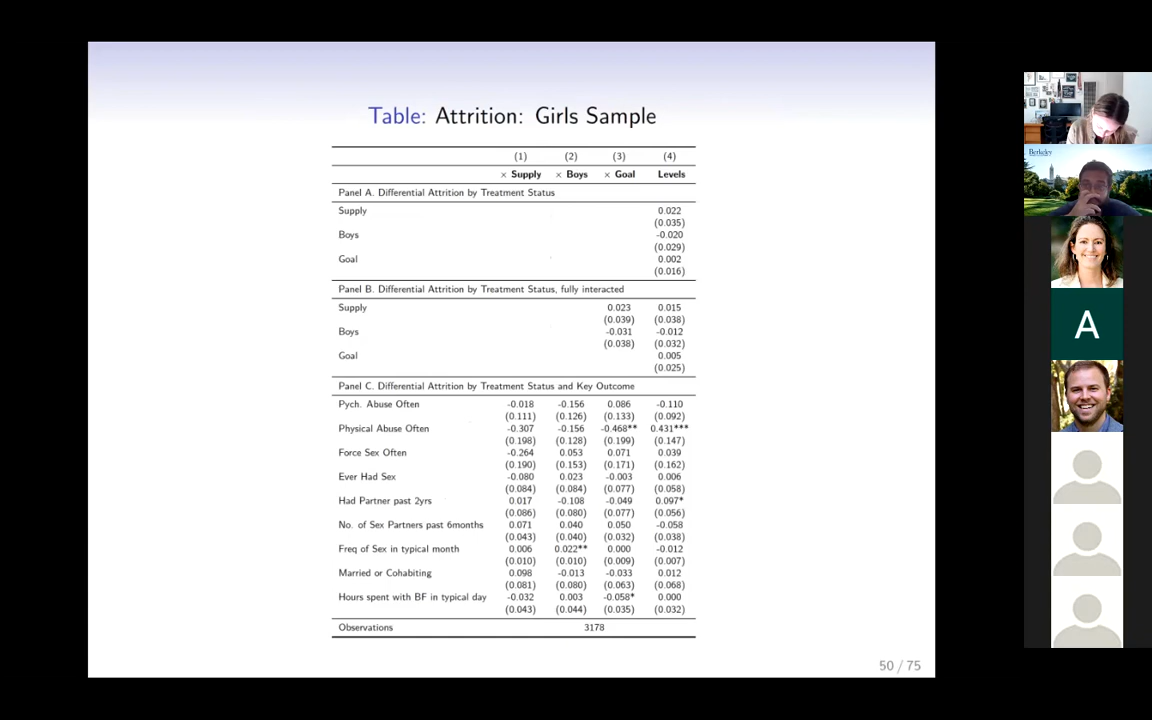 Table: Attrition: Girls Sample
(1) (2) (3) (4)
× Supply × Boys × Goal Levels
Panel A. Differential Attrition by Treatment Status
Supply 0.022
(0.035)
Boys -0.020
(0.029)
Goal 0.002
(0.016)
Panel B. Differential Attrition by Treatment Status, fully interacted
Supply 0.023 0.015
(0.039) (0.038)
Boys -0.031 -0.012
(0.038) (0.032)
Goal 0.005
(0.025)
Panel C. Differential Attrition by Treatment Status and Key Outcome
Pych. Abuse Often -0.018 -0.156 0.086 -0.110
(0.111) (0.126) (0.133) (0.092)
Physical Abuse Often -0.307 -0.156 -0.468** 0.431***
(0.198) (0.128) (0.199) (0.147)
Force Sex Often -0.264 0.053 0.071 0.039
(0.190) (0.153) (0.171) (0.162)
Ever Had Sex -0.080 0.023 -0.003 0.006
(0.084) (0.084) (0.077) (0.058)
Had Partner past 2yrs 0.017 -0.108 -0.049 0.097*
(0.086) (0.080) (0.077) (0.056)
No. of Sex Partners past 6months 0.071 0.040 0.050 -0.058
(0.043) (0.040) (0.032) (0.038)
Freq of Sex in typical month 0.006 0.022** 0.000 -0.012
(0.010) (0.010) (0.009) (0.007)
Married or Cohabiting 0.098 -0.013 -0.033 0.012
(0.081) (0.080) (0.063) (0.068)
Hours spent with BF in typical day -0.032 0.003 -0.058* 0.000
(0.043) (0.044) (0.035) (0.032)
Observations 3178
50 / 75
Berkeley
A